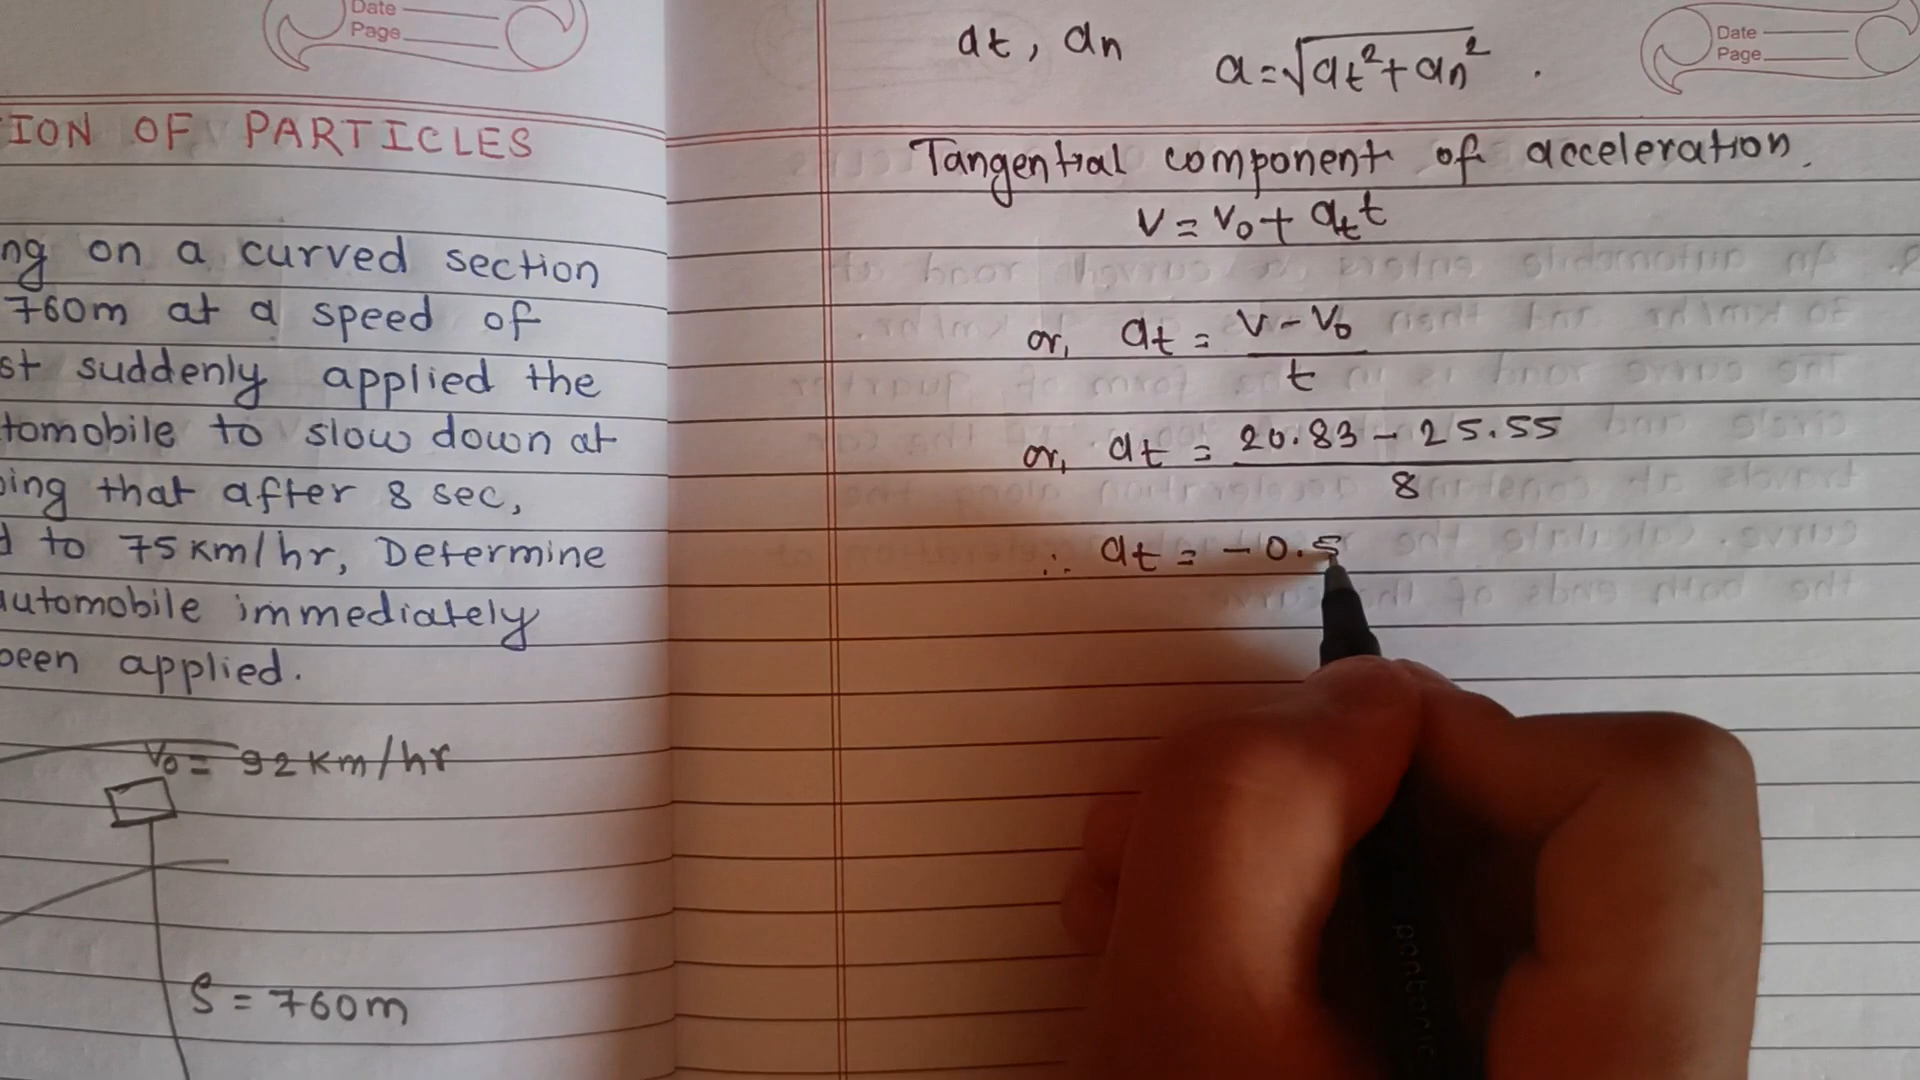 Date
Page
ION OF PARTICLES
ng on a curved section
760m at a speed of
st suddenly applied the
tomobile to slow down at
ing that after 8 sec,
d to 75 km/hr, Determine
automobile immediately
been applied.
v₀ = 92 km/hr
ρ = 760m
Date
Page
at, an a=√at²+an² .
Tangential component of acceleration.
v = v₀ + at t
or, at = v - v₀ / t
or, at = 20.83 - 25.55 / 8
∴ at = -0.5